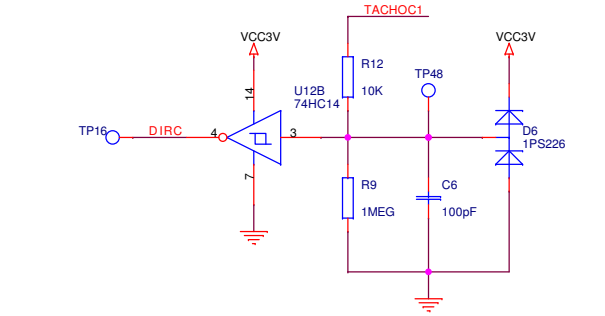 TACHOC1
VCC3V
VCC3V
R12
10K
TP48
U12B
74HC14
14
TP16
DIRC
4
3
D6
1PS226
7
R9
1MEG
C6
100pF